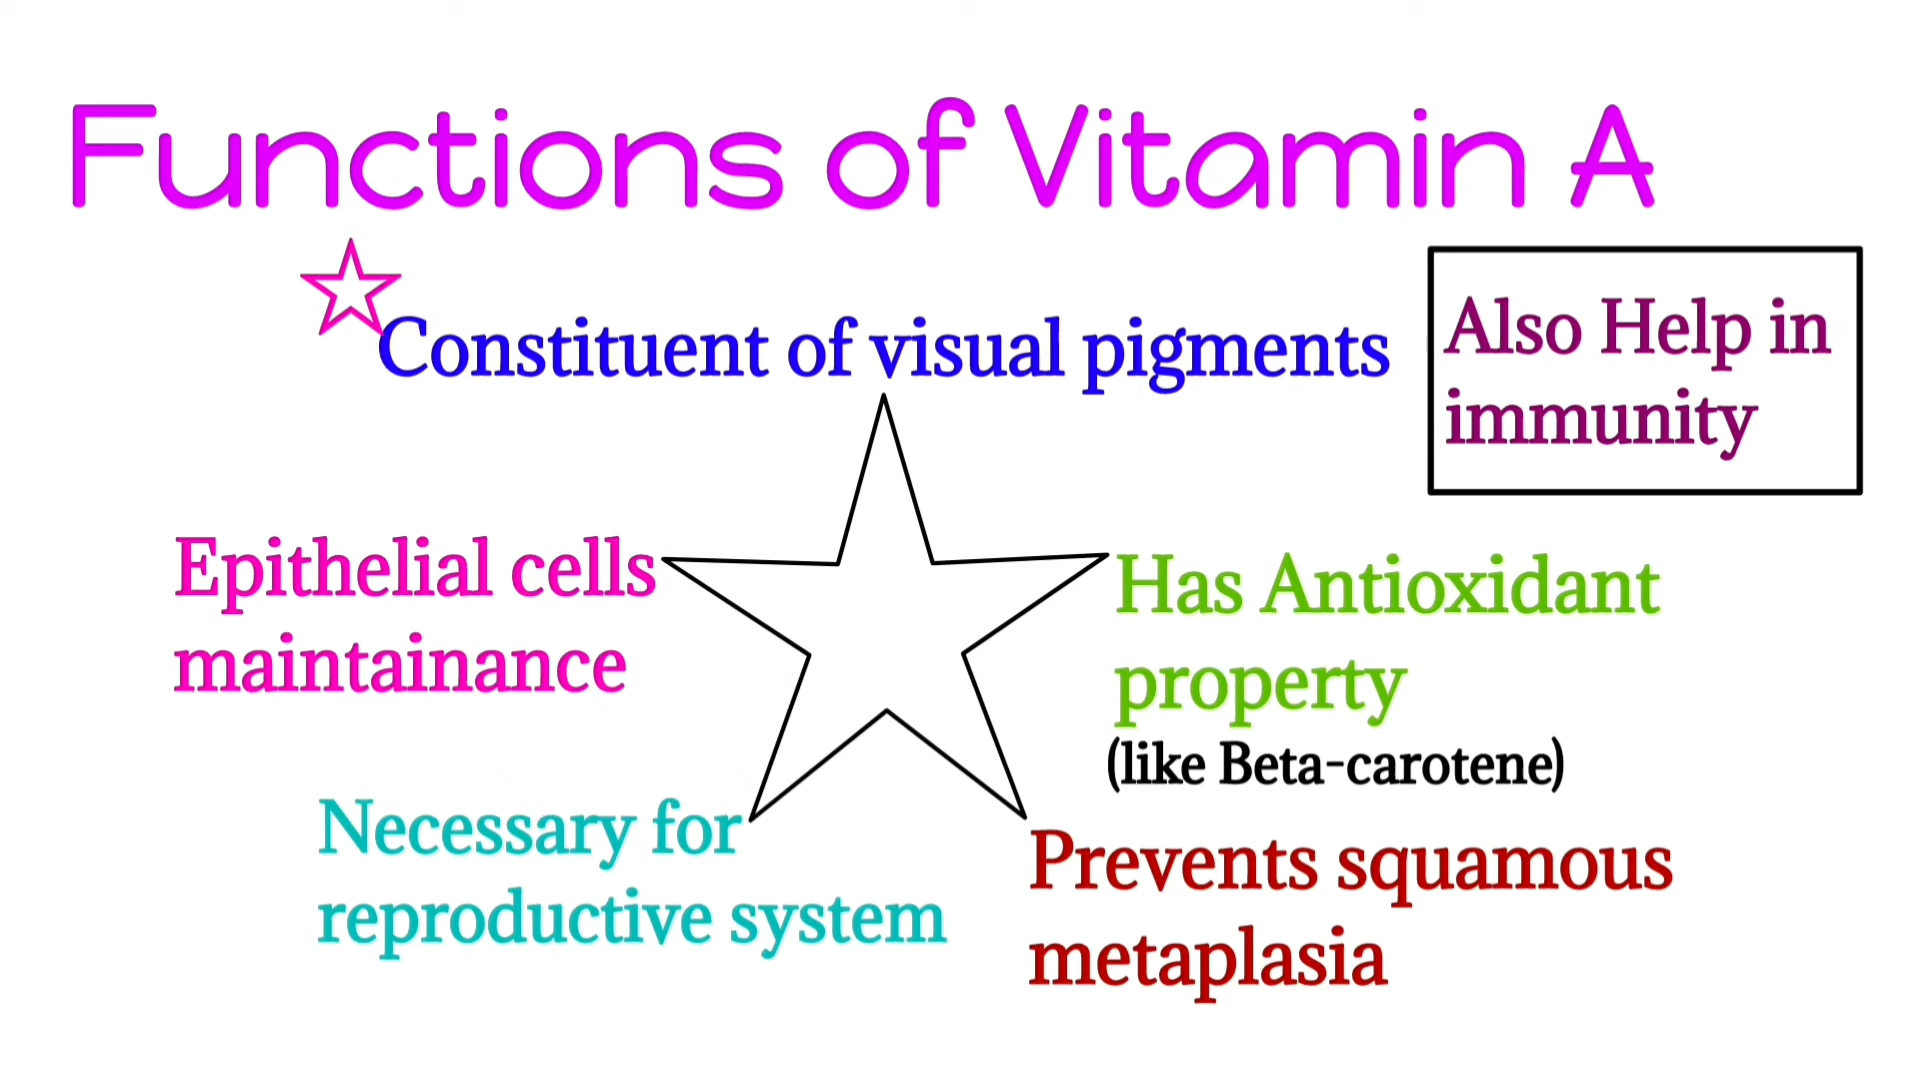 Functions of Vitamin A
Constituent of visual pigments
Also Help in
immunity
Epithelial cells
maintainance
Has Antioxidant
property
(like Beta-carotene)
Necessary for
reproductive system
Prevents squamous
metaplasia